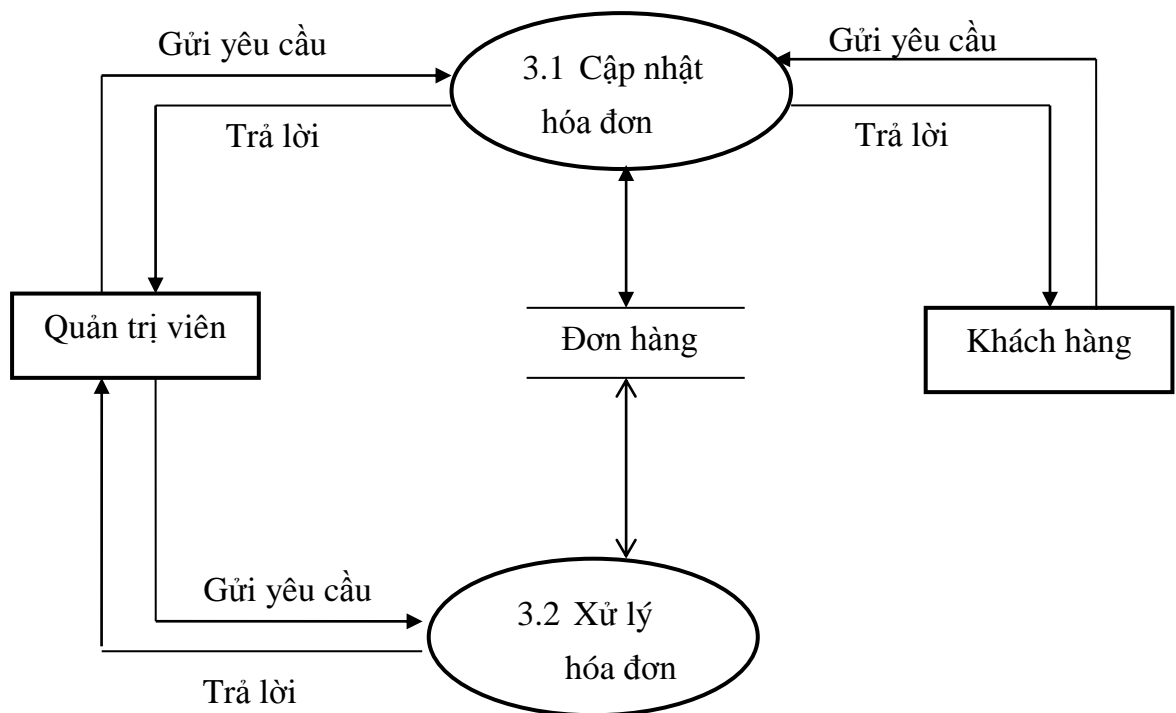 Gửi yêu cầu
3.1 Cập nhật
hóa đơn
Gửi yêu cầu
Trả lời
Trả lời
Quản trị viên
Đơn hàng
Khách hàng
Gửi yêu cầu
3.2 Xử lý
hóa đơn
Trả lời